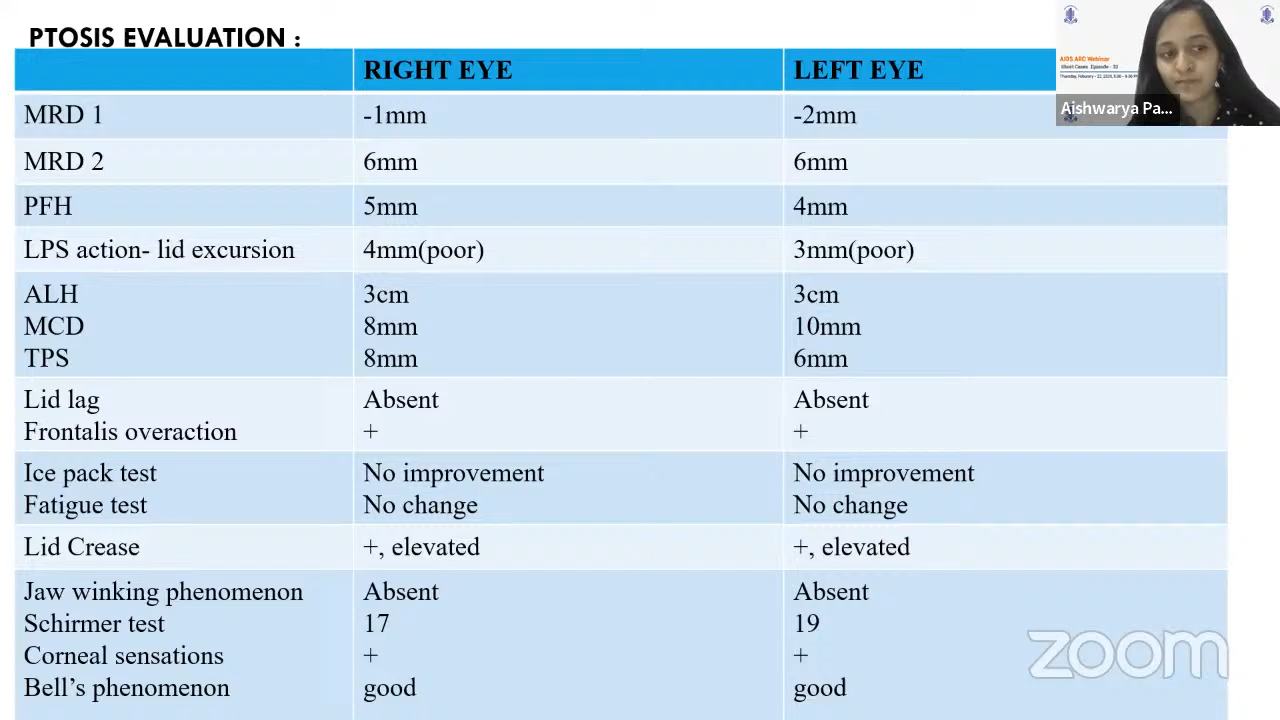 PTOSIS EVALUATION :
RIGHT EYE LEFT EYE
MRD 1 -1mm -2mm
MRD 2 6mm 6mm
PFH 5mm 4mm
LPS action- lid excursion 4mm(poor) 3mm(poor)
ALH 3cm 3cm
MCD 8mm 10mm
TPS 8mm 6mm
Lid lag Absent Absent
Frontalis overaction + +
Ice pack test No improvement No improvement
Fatigue test No change No change
Lid Crease +, elevated +, elevated
Jaw winking phenomenon Absent Absent
Schirmer test 17 19
Corneal sensations + +
Bell's phenomenon good good
AIOS ARC Webinar
Aishwarya Pa...
zoom